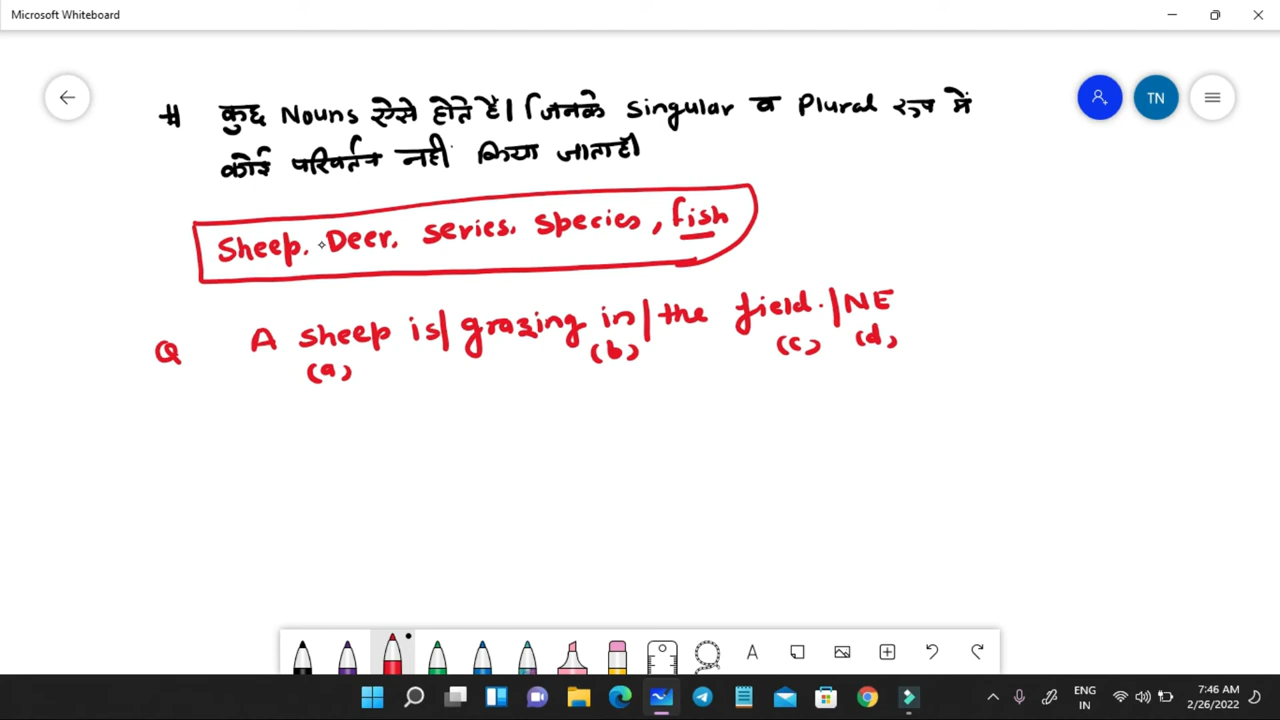 Microsoft Whiteboard
TN
# कुछ Nouns ऐसे होते हैं। जिनके Singular व Plural रूप में
कोई परिवर्तन नही किया जाता है।
Sheep. Deer. series. species, fish
Q A sheep is/ grazing in/ the field./ NE
(a) (b) (c) (d)
A
ENG
IN
7:46 AM
2/26/2022